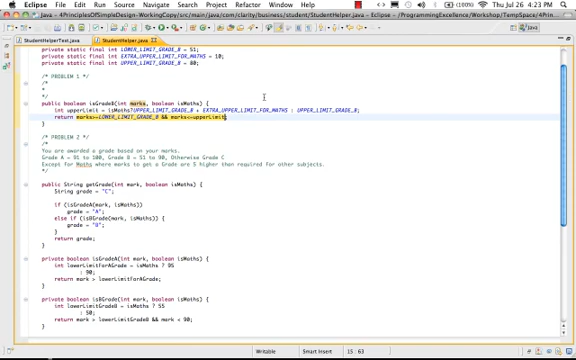 Eclipse File Edit Source Refactor Navigate Search Project Run Window Help (100%) Thu Jul 26 4:23 PM
Java - 4PrinciplesOfSimpleDesign-WorkingCopy/src/main/java/com/clarity/business/student/StudentHelper.java - Eclipse - /ProgrammingExcellence/Workshop/TempSpace/4Prin
Java
StudentHelperTest.java StudentHelper.java
private static final int LOWER_LIMIT_GRADE_B = 51;
private static final int EXTRA_UPPER_LIMIT_FOR_MATHS = 10;
private static final int UPPER_LIMIT_GRADE_B = 80;
/* PROBLEM 1 */
/*
*
*/
public boolean isGradeB(int marks, boolean isMaths) {
int upperLimit = isMaths?UPPER_LIMIT_GRADE_B + EXTRA_UPPER_LIMIT_FOR_MATHS : UPPER_LIMIT_GRADE_B;
return marks>=LOWER_LIMIT_GRADE_B && marks<=upperLimit;
}
/* PROBLEM 2 */
/*
You are awarded a grade based on your marks.
Grade A = 91 to 100, Grade B = 51 to 90, Otherwise Grade C
Except for Maths where marks to get a Grade are 5 higher than required for other subjects.
*/
public String getGrade(int mark, boolean isMaths) {
String grade = "C";
if (isGradeA(mark, isMaths))
grade = "A";
else if (isBGrade(mark, isMaths)) {
grade = "B";
}
return grade;
}
private boolean isGradeA(int mark, boolean isMaths) {
int lowerLimitForAGrade = isMaths ? 95
: 90;
return mark > lowerLimitForAGrade;
}
private boolean isBGrade(int mark, boolean isMaths) {
int lowerLimitGradeB = isMaths ? 55
: 50;
return mark > lowerLimitGradeB && mark < 90;
}
Writable Smart Insert 15 : 63